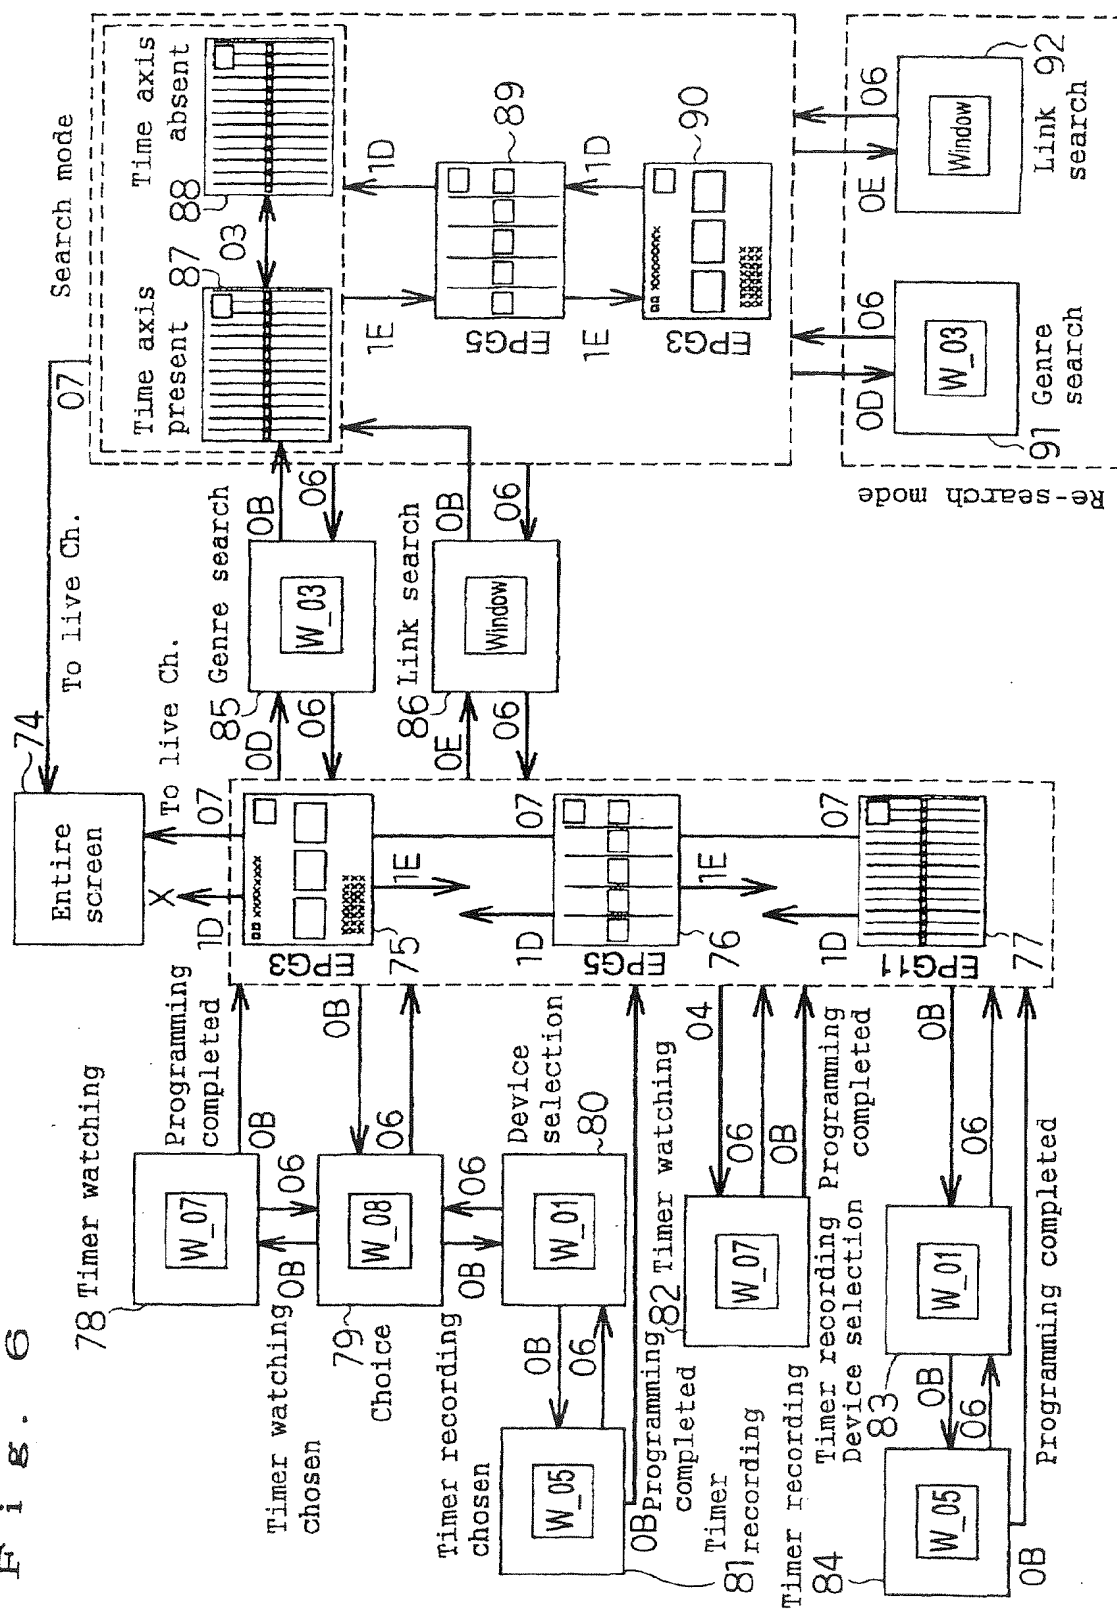 Fig. 6
78 Timer watching
W_07
Programming
completed
0B
0B
06
Timer watching
chosen
79
Choice
W_08
0B
06
Timer recording
chosen
0B
06
80
Device
selection
W_01
0B
06
W_05
0B
Programming
completed
81
Timer
recording
82 Timer watching
W_07
04
06
0B
Programming
completed
Timer recording
Timer recording
Device selection
83
W_01
0B
06
0B
06
84
W_05
0B
Programming completed
74
Entire
screen
To live Ch.
07
To live Ch.
07
X
1D
EPG3
75
1E
07
1D
EPG5
76
1E
07
1D
EPG11
77
85
Genre search
W_03
0D
06
0B
06
86
Link search
Window
0E
06
0B
06
Search mode
Time axis
present
87
03
Time axis
absent
88
1E
1D
EPG5
89
1E
1D
EPG3
90
Re-search mode
0D
06
W_03
91
Genre
search
0E
06
Window
92
Link
search